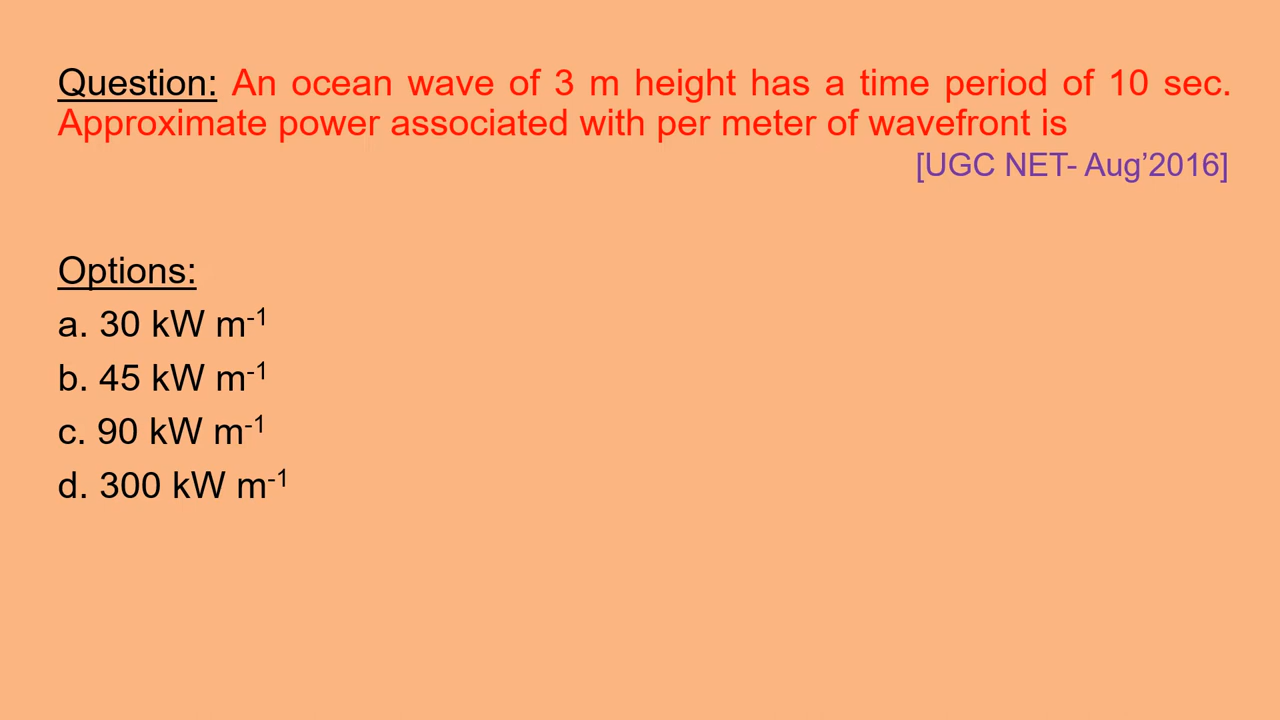 Question: An ocean wave of 3 m height has a time period of 10 sec.
Approximate power associated with per meter of wavefront is
[UGC NET- Aug’2016]
Options:
a. 30 kW m⁻¹
b. 45 kW m⁻¹
c. 90 kW m⁻¹
d. 300 kW m⁻¹